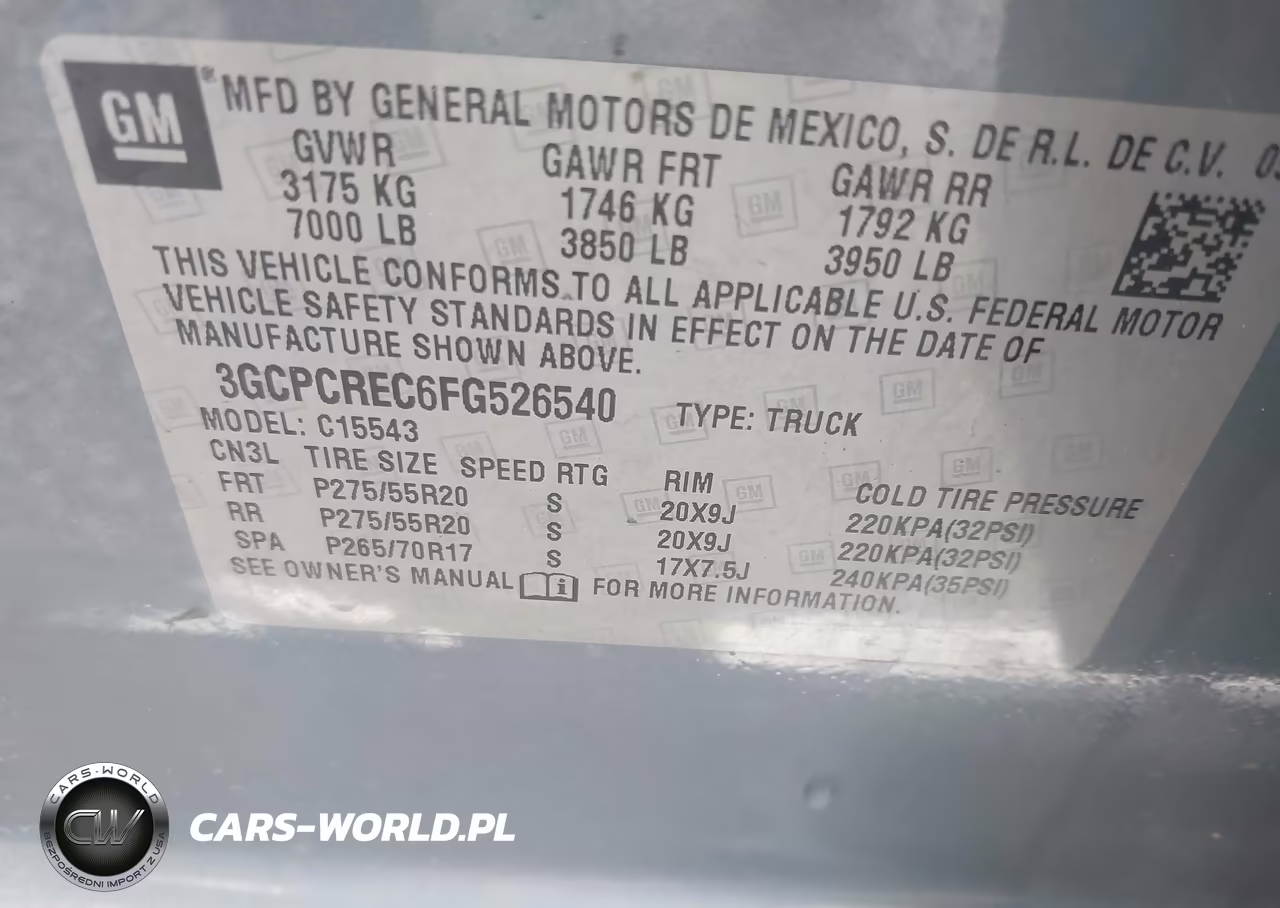 GM® MFD BY GENERAL MOTORS DE MEXICO, S. DE R.L. DE C.V.
GVWR GAWR FRT GAWR RR
3175 KG 1746 KG 1792 KG
7000 LB 3850 LB 3950 LB
THIS VEHICLE CONFORMS TO ALL APPLICABLE U.S. FEDERAL MOTOR
VEHICLE SAFETY STANDARDS IN EFFECT ON THE DATE OF
MANUFACTURE SHOWN ABOVE.
3GCPCREC6FG526540 TYPE: TRUCK
MODEL: C15543
CN3L TIRE SIZE SPEED RTG RIM COLD TIRE PRESSURE
FRT P275/55R20 S 20X9J 220KPA(32PSI)
RR P275/55R20 S 20X9J 220KPA(32PSI)
SPA P265/70R17 S 17X7.5J 240KPA(35PSI)
SEE OWNER'S MANUAL i FOR MORE INFORMATION.
CARS-WORLD
CW
BEZPOŚREDNI IMPORT Z USA
CARS-WORLD.PL